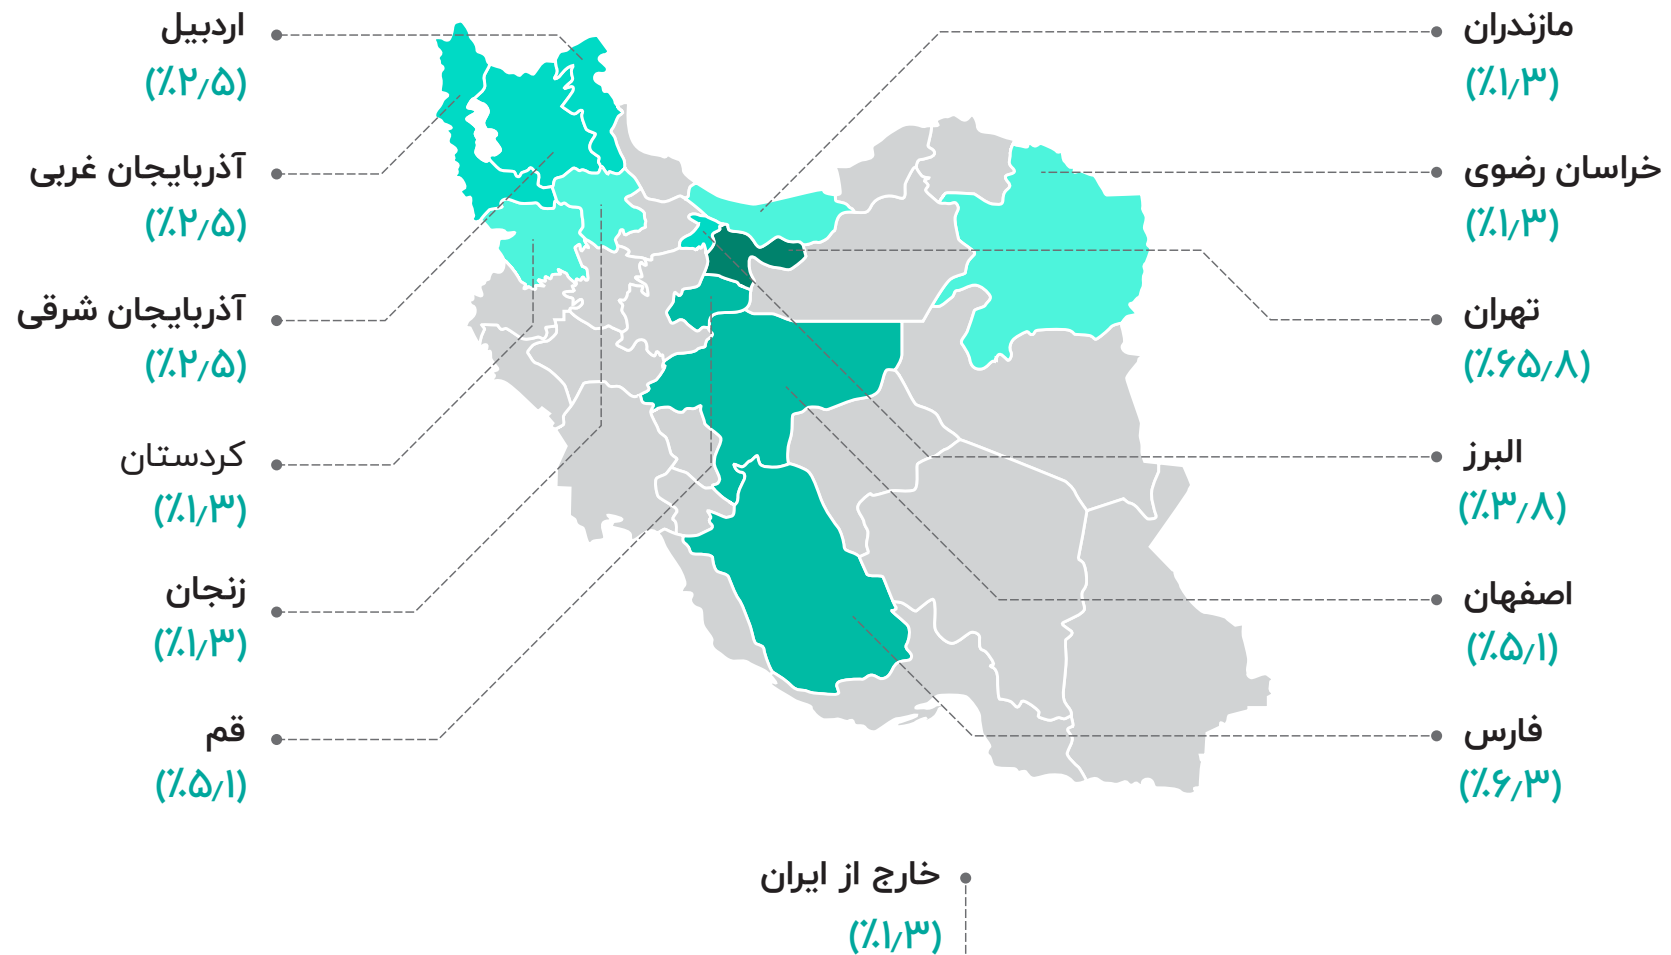 مازندران
(٪۱٫۳)
خراسان رضوی
(٪۱٫۳)
تهران
(٪۶۵٫۸)
البرز
(٪۳٫۸)
اصفهان
(٪۵٫۱)
فارس
(٪۶٫۳)
اردبیل
(٪۲٫۵)
آذربایجان غربی
(٪۲٫۵)
آذربایجان شرقی
(٪۲٫۵)
کردستان
(٪۱٫۳)
زنجان
(٪۱٫۳)
قم
(٪۵٫۱)
خارج از ایران
(٪۱٫۳)